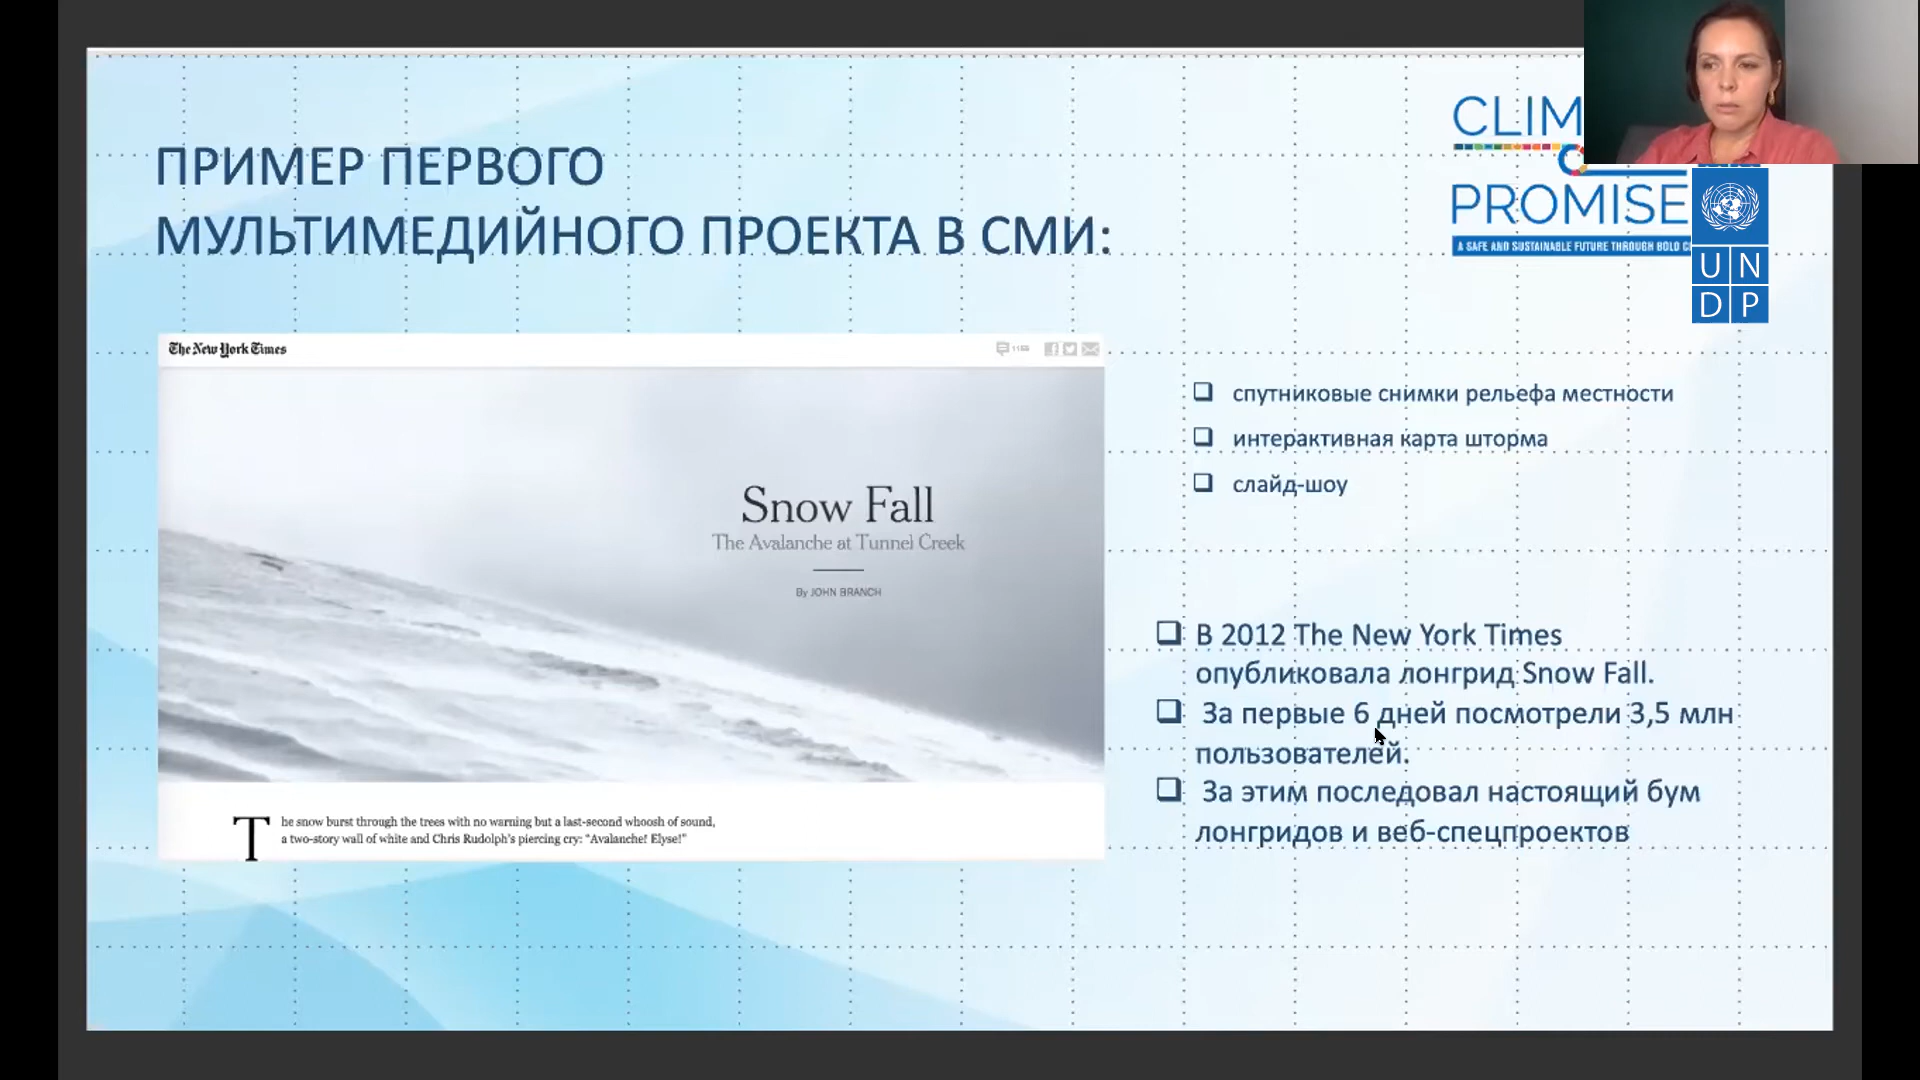 ПРИМЕР ПЕРВОГО
МУЛЬТИМЕДИЙНОГО ПРОЕКТА В СМИ:
CLIM
PROMISE
A SAFE AND SUSTAINABLE FUTURE THROUGH BOLD
U N
D P
The New York Times
Snow Fall
The Avalanche at Tunnel Creek
By JOHN BRANCH
The snow burst through the trees with no warning but a last-second whoosh of sound,
a two-story wall of white and Chris Rudolph's piercing cry: "Avalanche! Elyse!"
спутниковые снимки рельефа местности
интерактивная карта шторма
слайд-шоу
В 2012 The New York Times
опубликовала лонгрид Snow Fall.
За первые 6 дней посмотрели 3,5 млн
пользователей.
За этим последовал настоящий бум
лонгридов и веб-спецпроектов